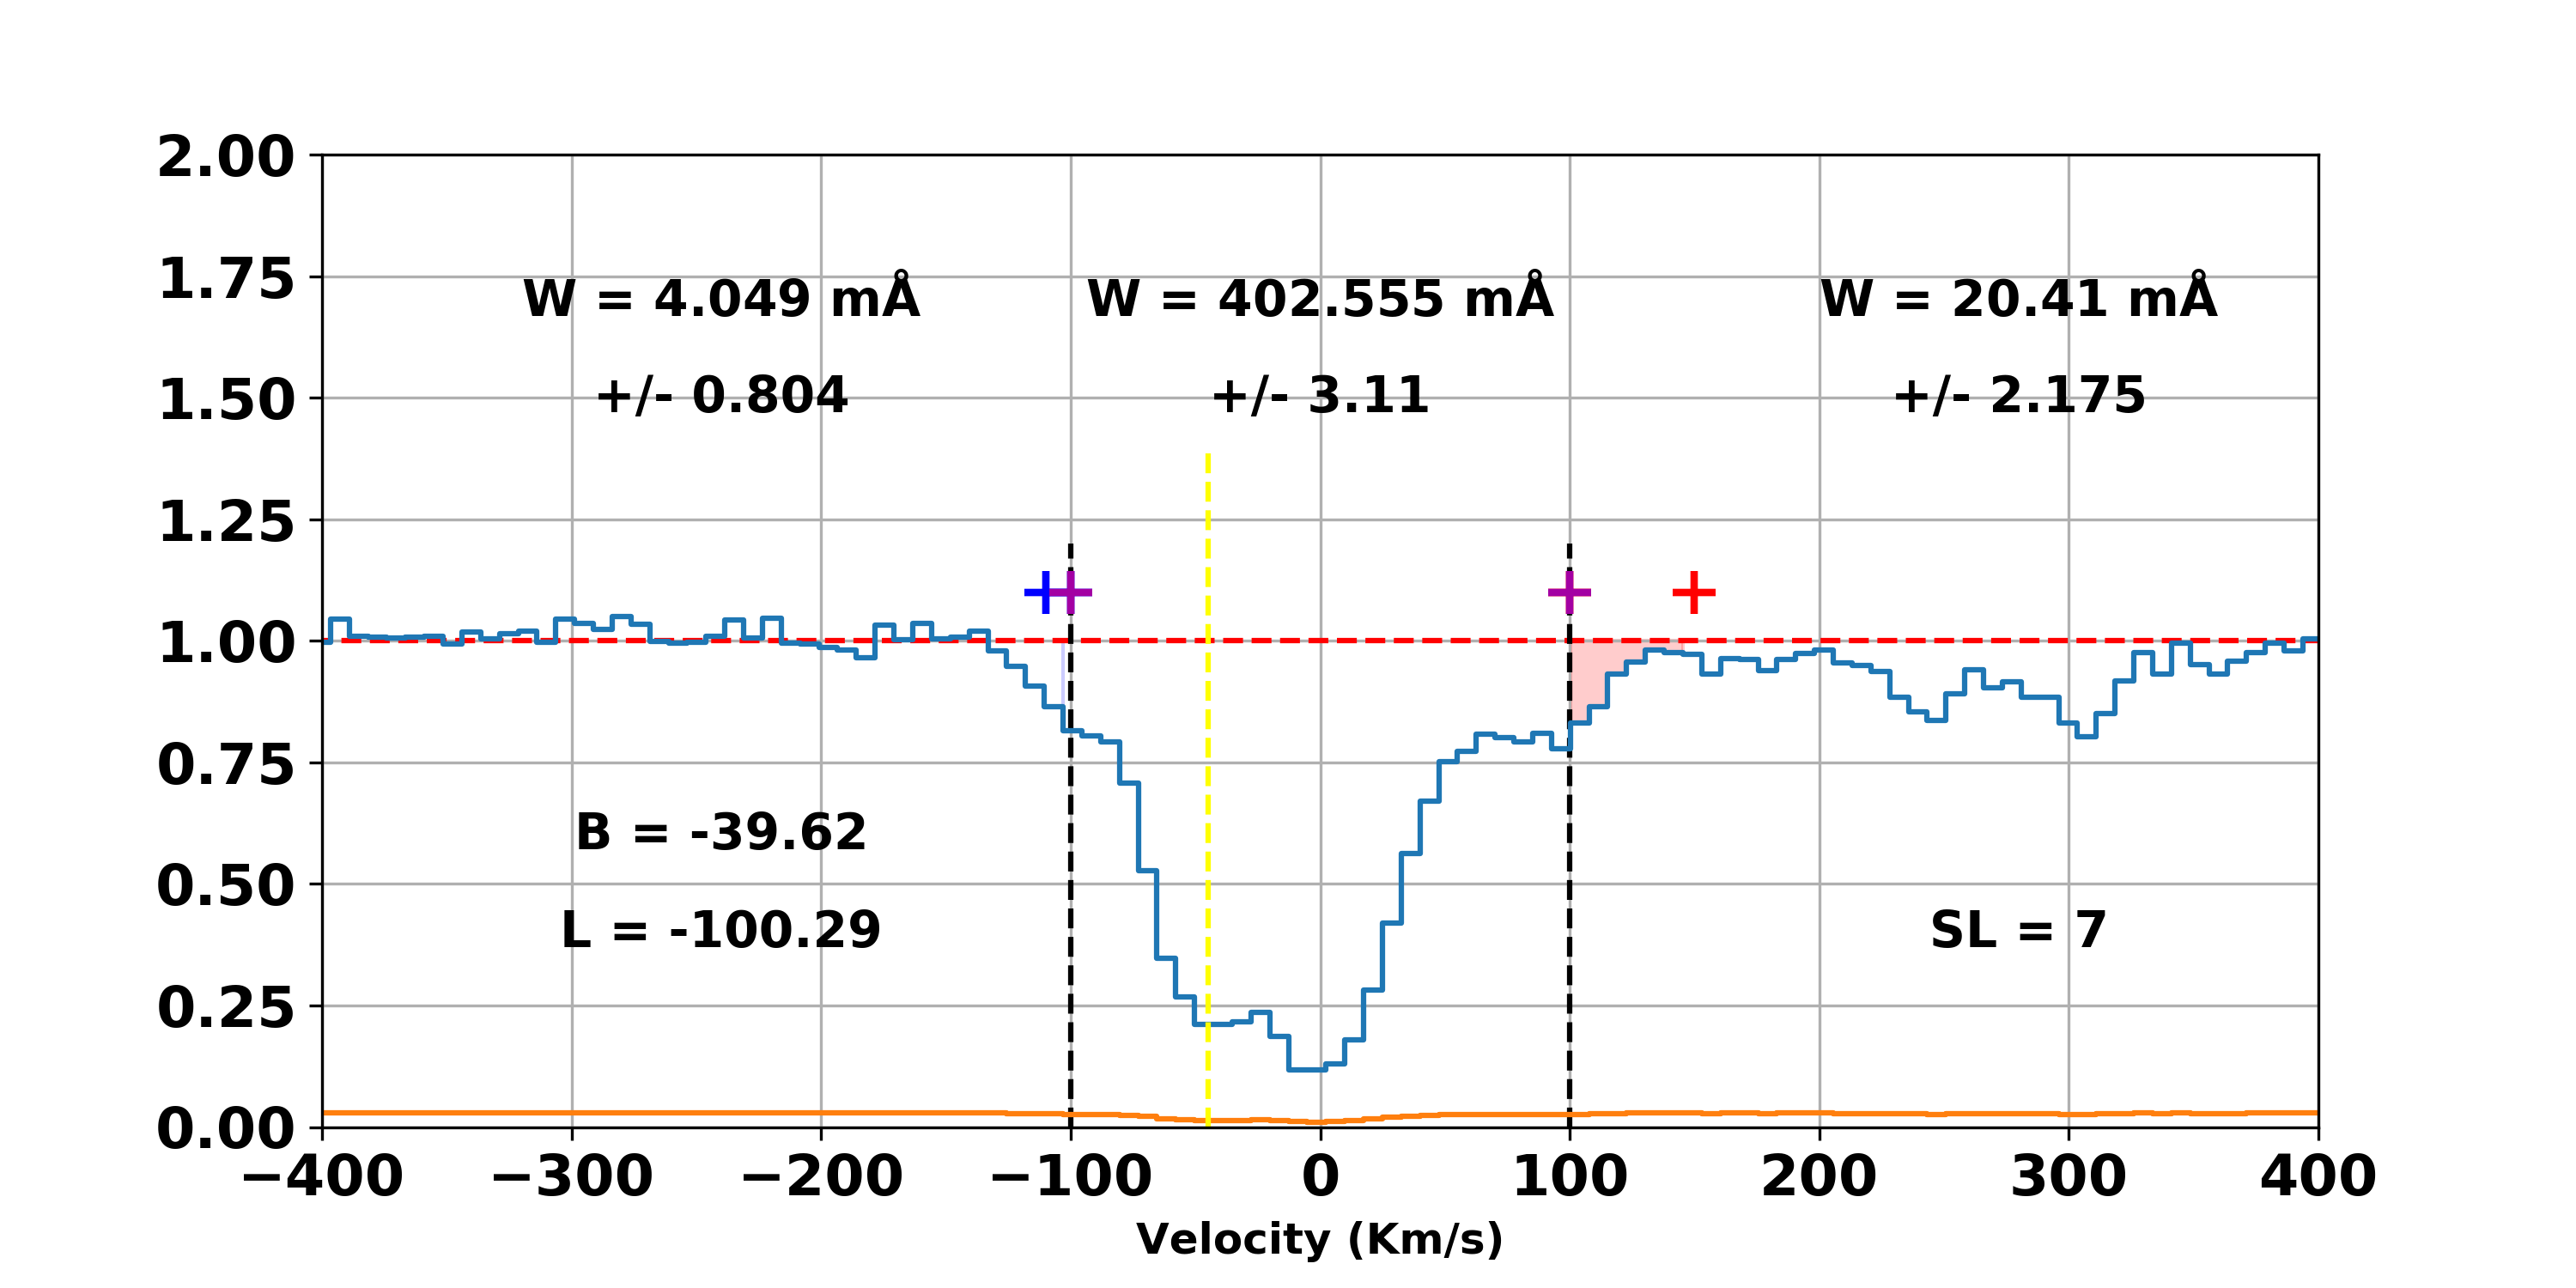 2.00
1.75
W = 4.049 mÅ W = 402.555 mÅ W = 20.41 mÅ
1.50
+/- 0.804 +/- 3.11 +/- 2.175
1.25
1.00
0.75
B = -39.62
0.50
L = -100.29 SL = 7
0.25
0.00
−400 −300 −200 −100 0 100 200 300 400
Velocity (Km/s)